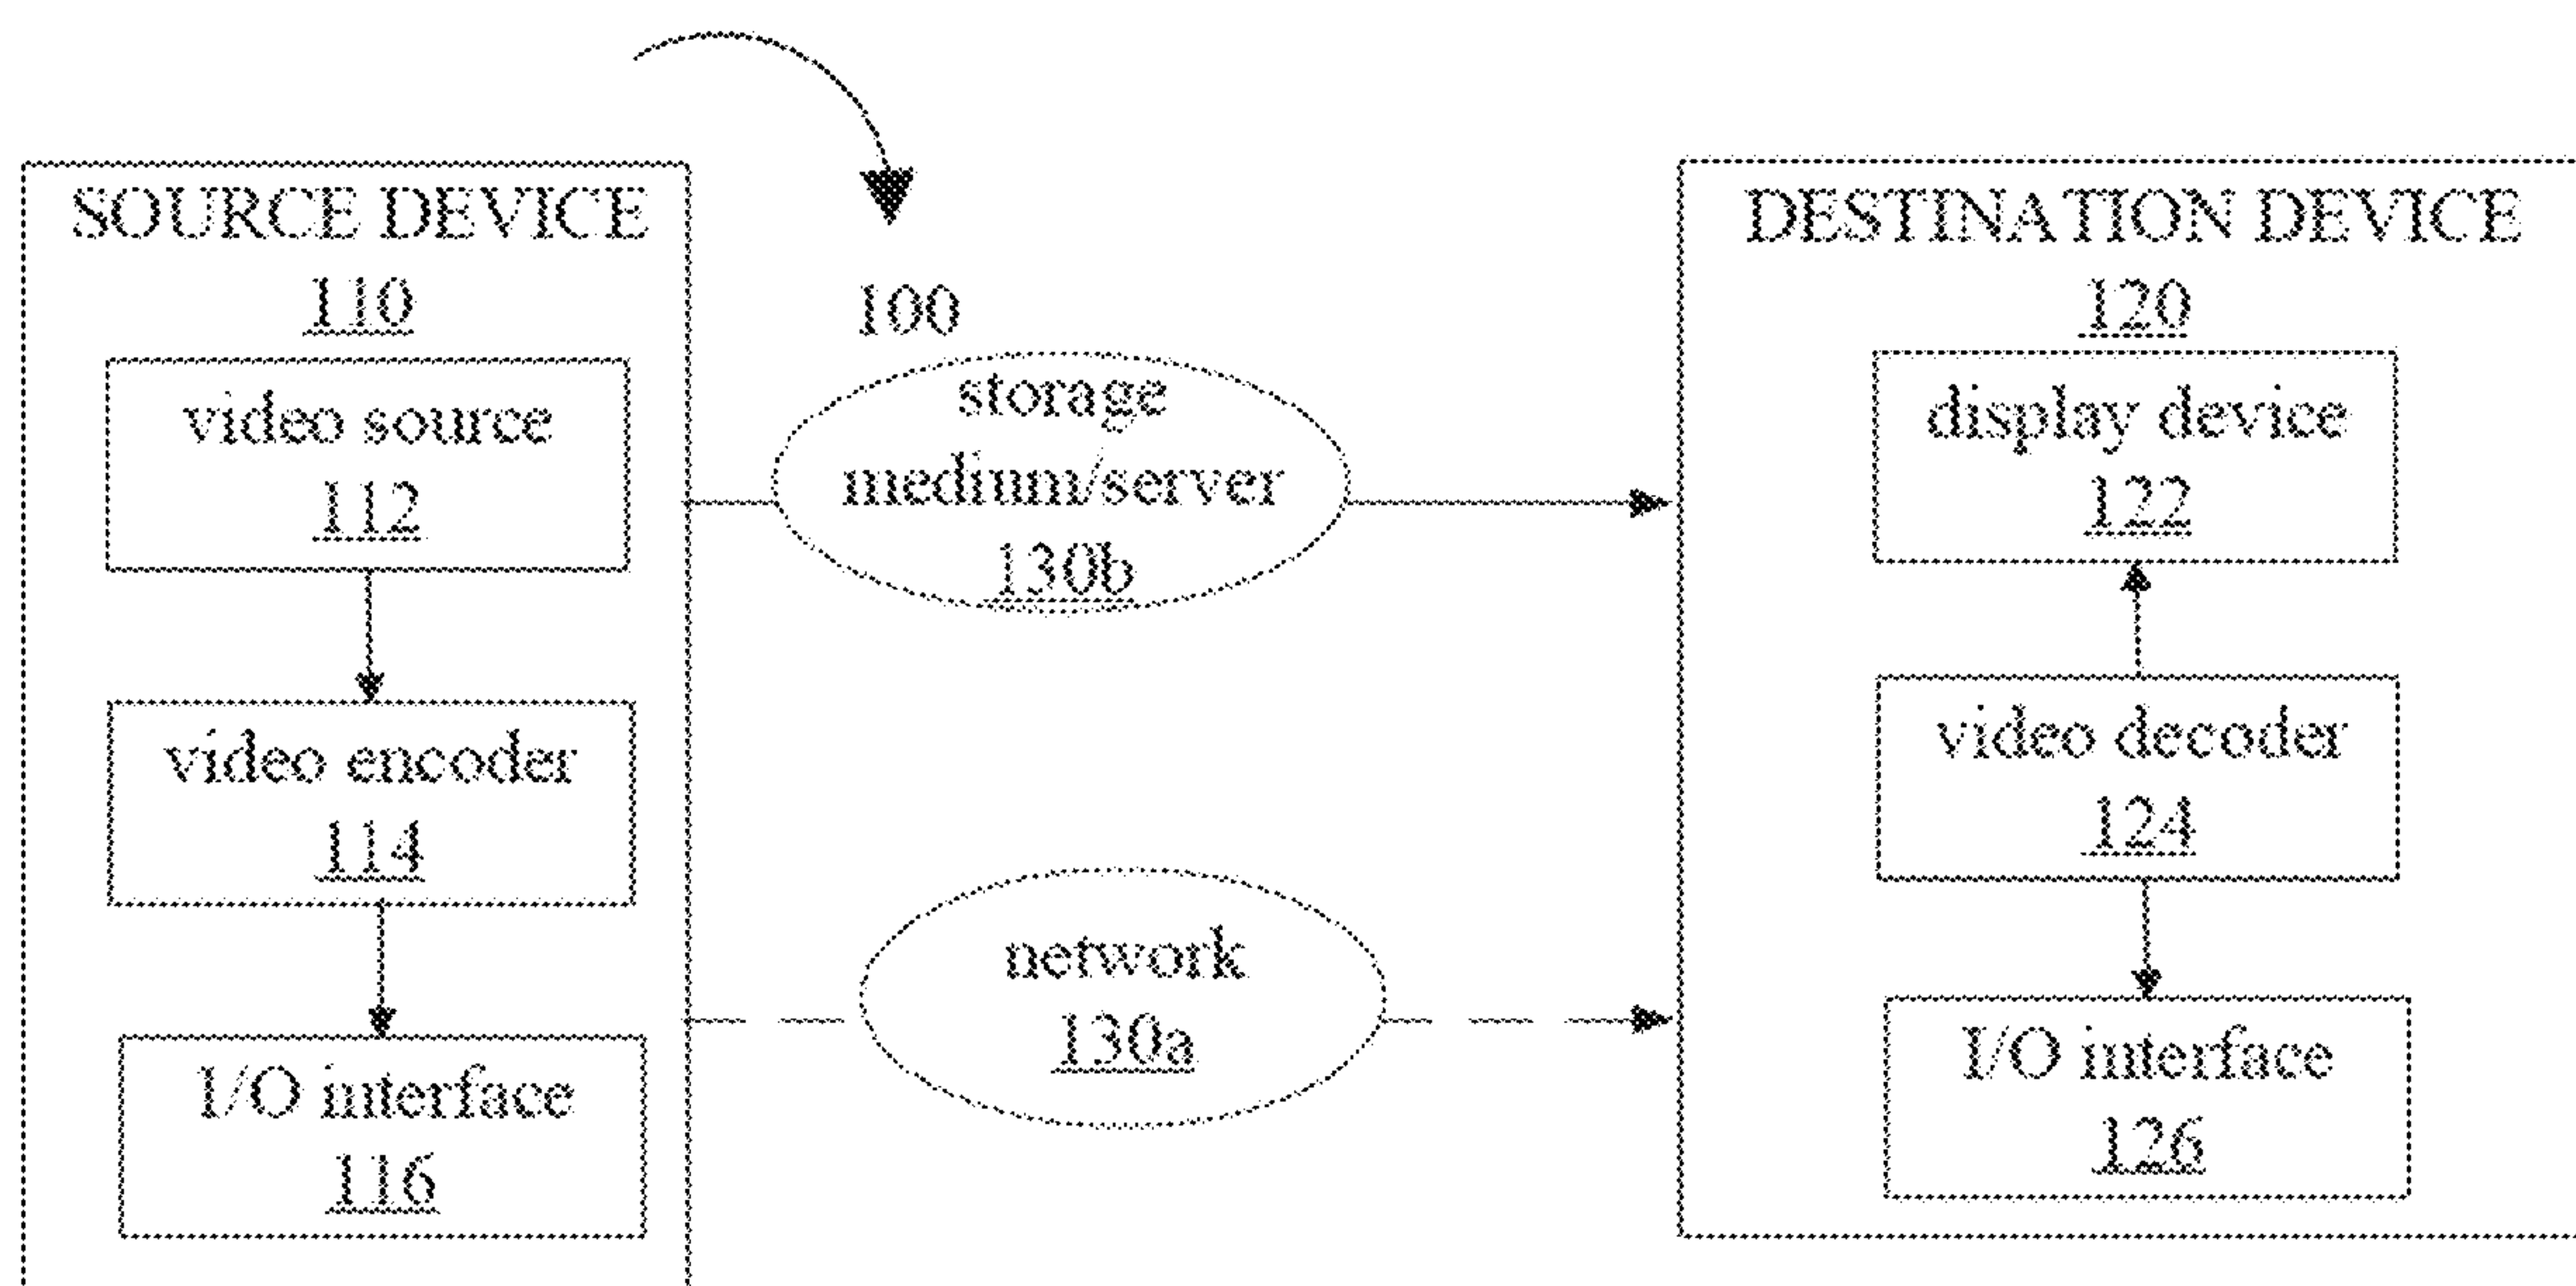 SOURCE DEVICE
110
video source
112
video encoder
114
I/O interface
116
100
storage
medium/server
130b
network
130a
DESTINATION DEVICE
120
display device
122
video decoder
124
I/O interface
126